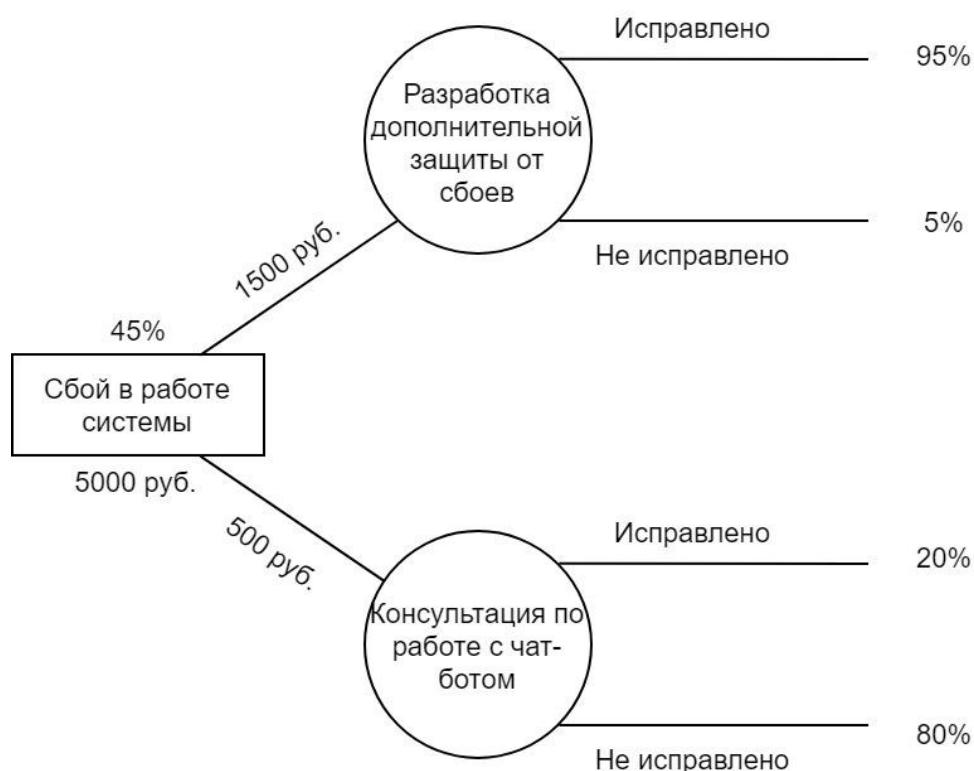 Исправлено
95%
Разработка
дополнительной
защиты от
сбоев
5%
Не исправлено
1500 руб.
45%
Сбой в работе
системы
5000 руб.
500 руб.
Исправлено
20%
Консультация по
работе с чат-
ботом
80%
Не исправлено